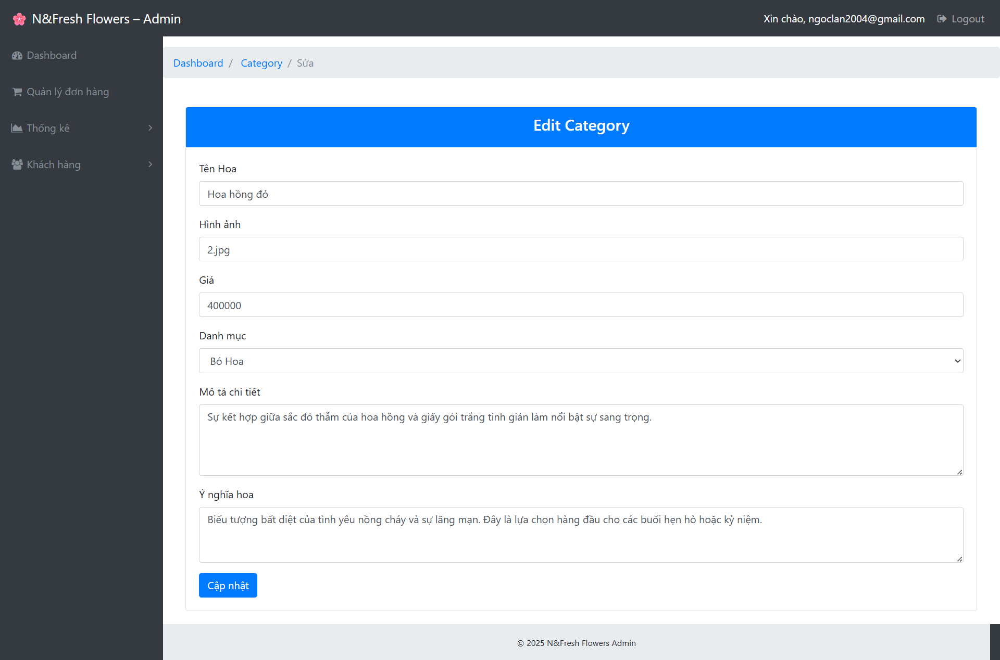 N&Fresh Flowers – Admin
Xin chào, ngoclan2004@gmail.com
Logout
Dashboard
Quản lý đơn hàng
Thống kê
Khách hàng
Dashboard / Category / Sửa
Edit Category
Tên Hoa
Hoa hồng đỏ
Hình ảnh
2.jpg
Giá
400000
Danh mục
Bó Hoa
Mô tả chi tiết
Sự kết hợp giữa sắc đỏ thẫm của hoa hồng và giấy gói trắng tinh giản làm nổi bật sự sang trọng.
Ý nghĩa hoa
Biểu tượng bất diệt của tình yêu nồng cháy và sự lãng mạn. Đây là lựa chọn hàng đầu cho các buổi hẹn hò hoặc kỷ niệm.
Cập nhật
© 2025 N&Fresh Flowers Admin